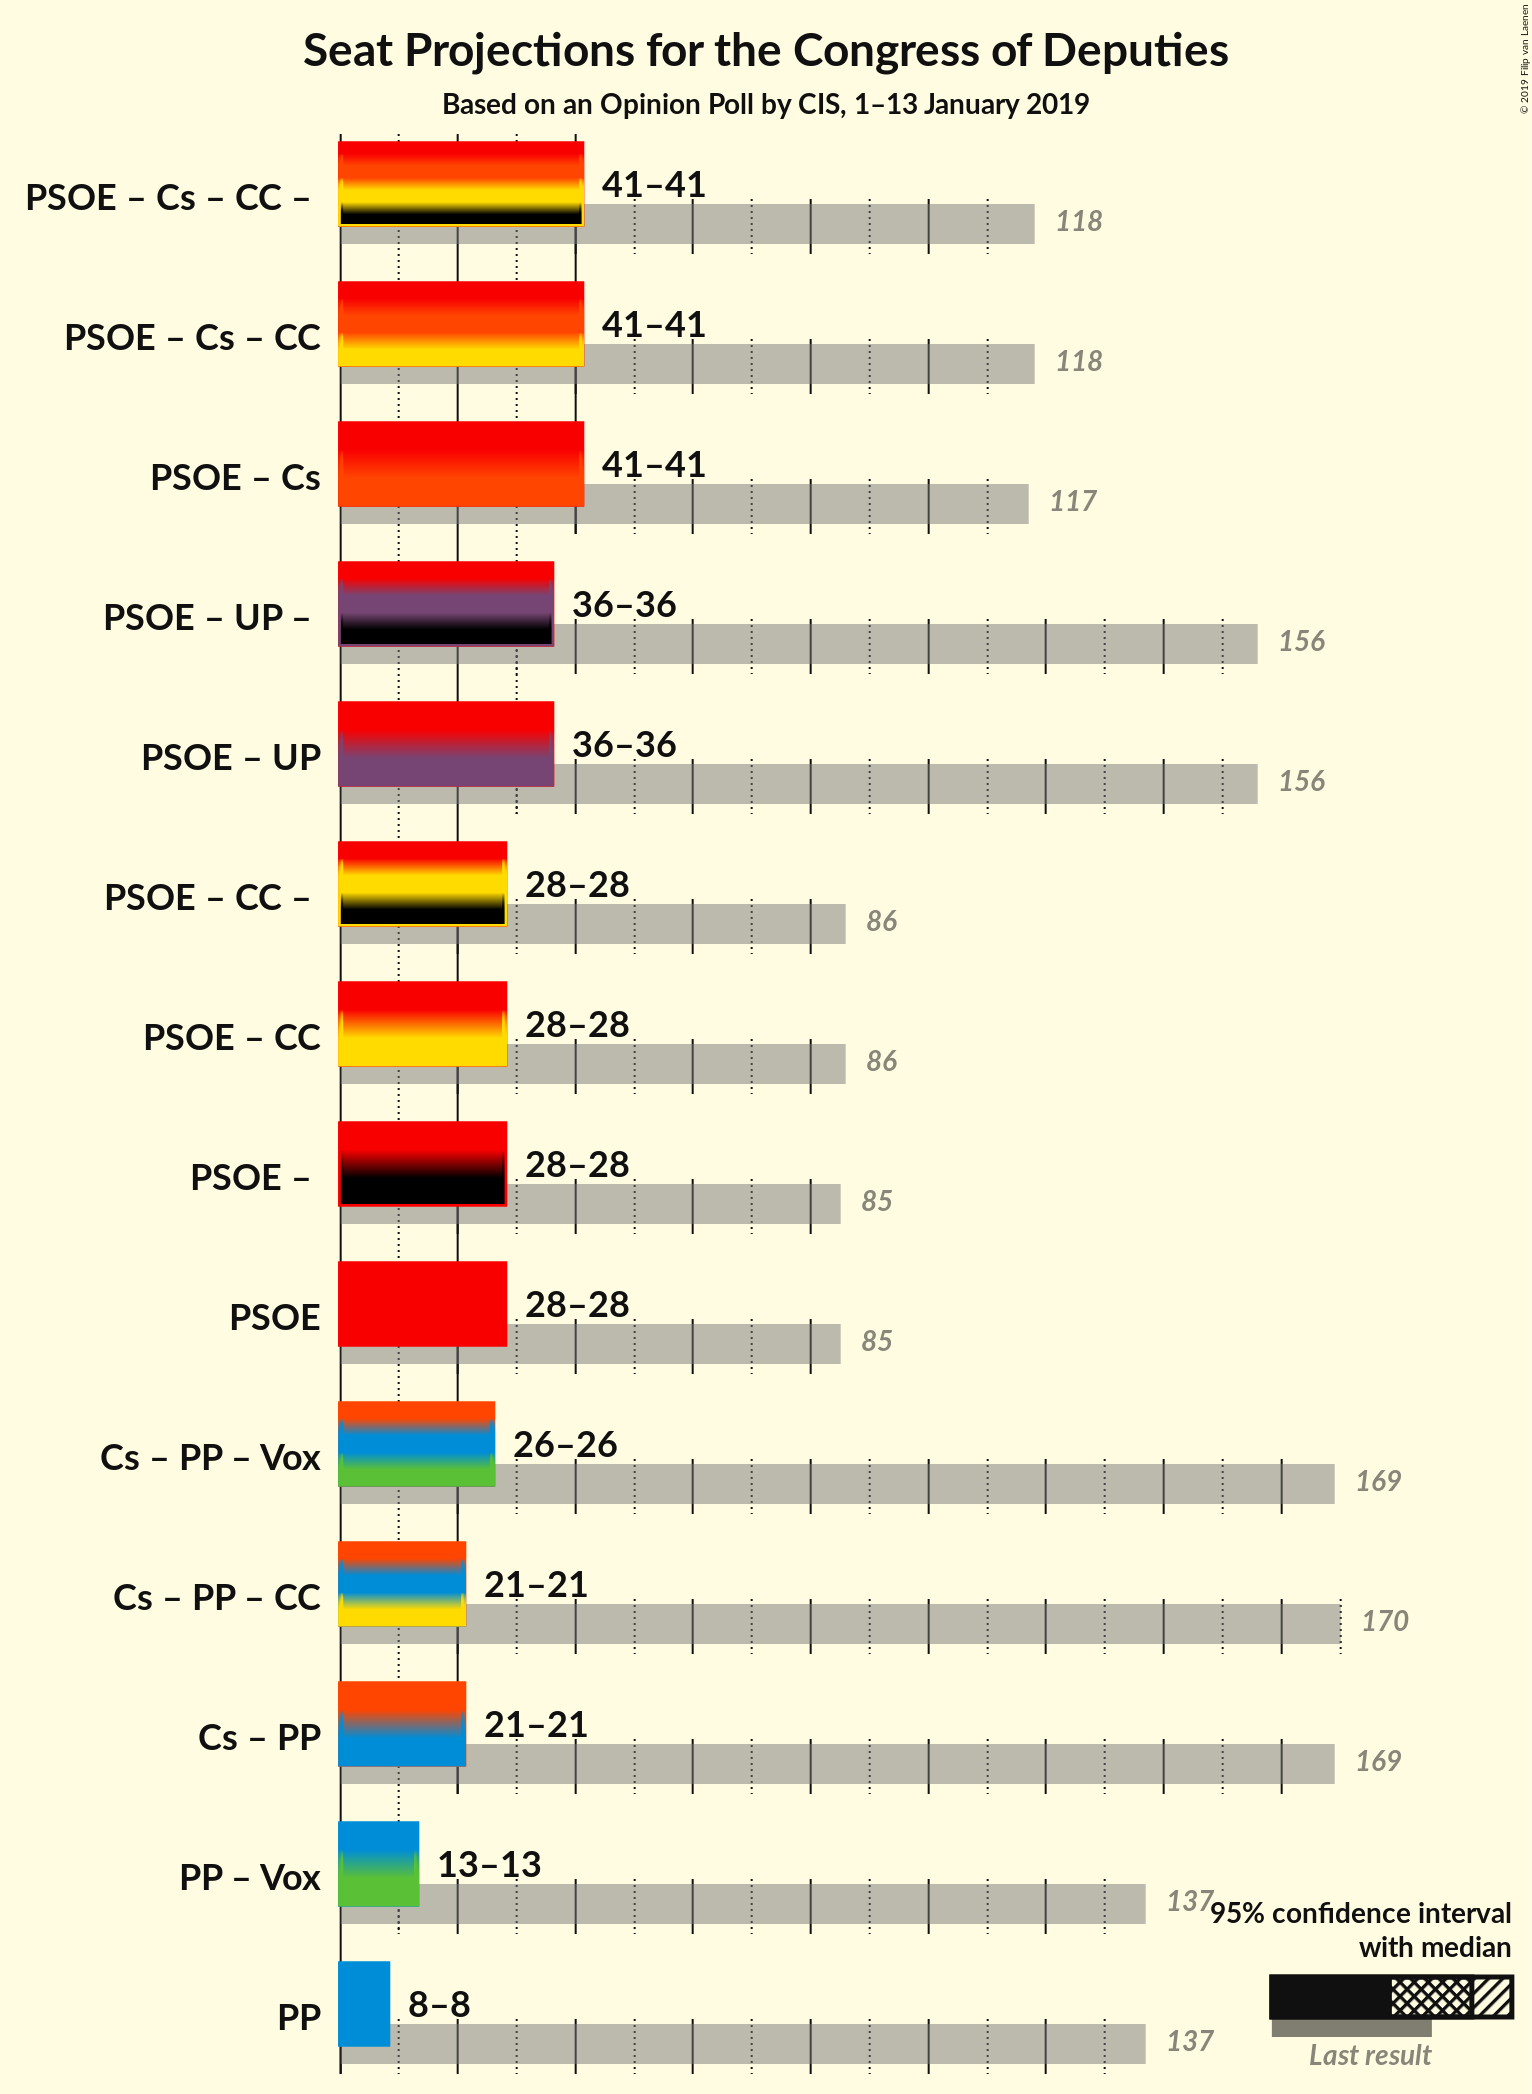 Seat Projections for the Congress of Deputies
Based on an Opinion Poll by CIS, 1–13 January 2019
© 2019 Filip van Laenen
PSOE – Cs – CC –
41–41
118
PSOE – Cs – CC
41–41
118
PSOE – Cs
41–41
117
PSOE – UP –
36–36
156
PSOE – UP
36–36
156
PSOE – CC –
28–28
86
PSOE – CC
28–28
86
PSOE –
28–28
85
PSOE
28–28
85
Cs – PP – Vox
26–26
169
Cs – PP – CC
21–21
170
Cs – PP
21–21
169
PP – Vox
13–13
137
PP
8–8
137
95% confidence interval
with median
Last result